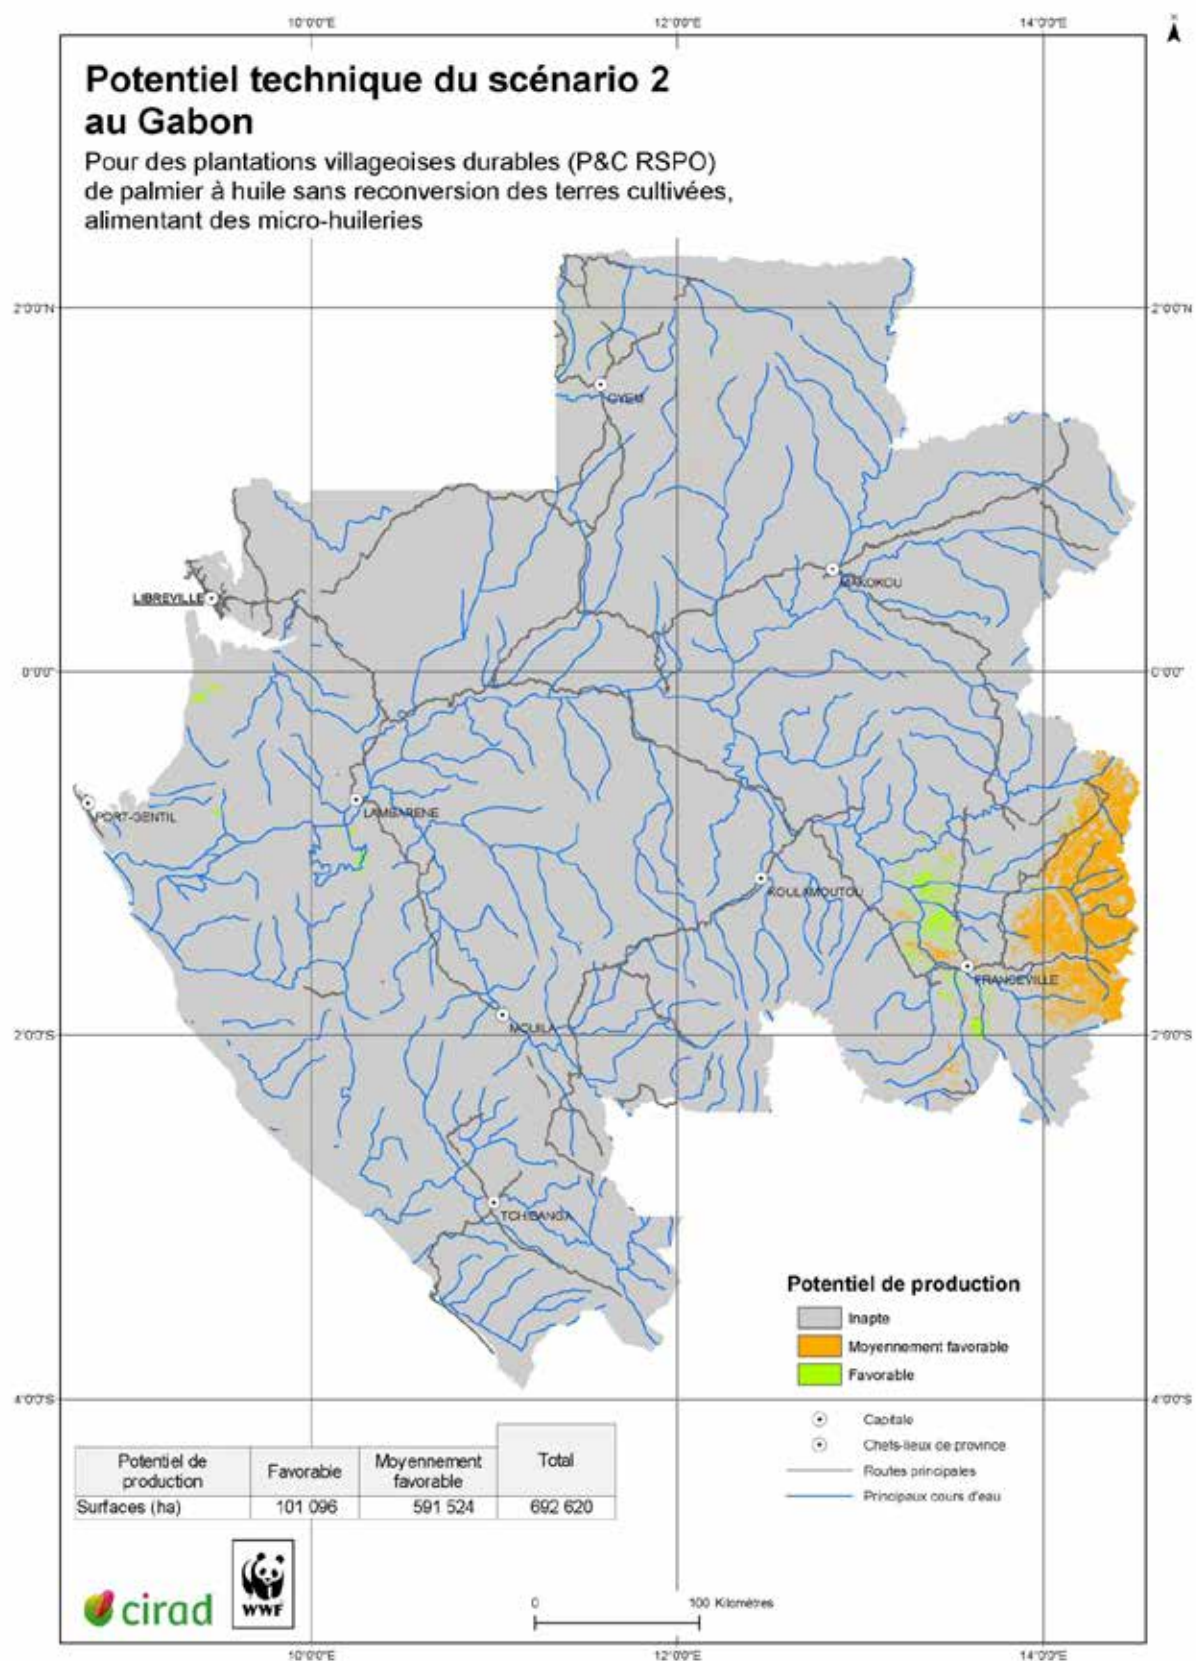 10°0'0"E 12°0'0"E 14°0'0"E
N
Potentiel technique du scénario 2
au Gabon
Pour des plantations villageoises durables (P&C RSPO)
de palmier à huile sans reconversion des terres cultivées,
alimentant des micro-huileries
2°0'0"N 2°0'0"N
OYEM
MAKOKOU
LIBREVILLE
0°0'0" 0°0'0"
PORT-GENTIL
LAMBARENE
KOULAMOUTOU
FRANCEVILLE
MOUILA
2°0'0"S 2°0'0"S
TCHIBANGA
Potentiel de production
Inapte
Moyennement favorable
Favorable
4°0'0"S 4°0'0"S
Capitale
Chefs-lieux de province
Routes principales
Principaux cours d'eau
Potentiel de production Favorable Moyennement favorable Total
Surfaces (ha) 101 096 591 524 692 620
cirad
WWF
0 100 Kilomètres
10°0'0"E 12°0'0"E 14°0'0"E